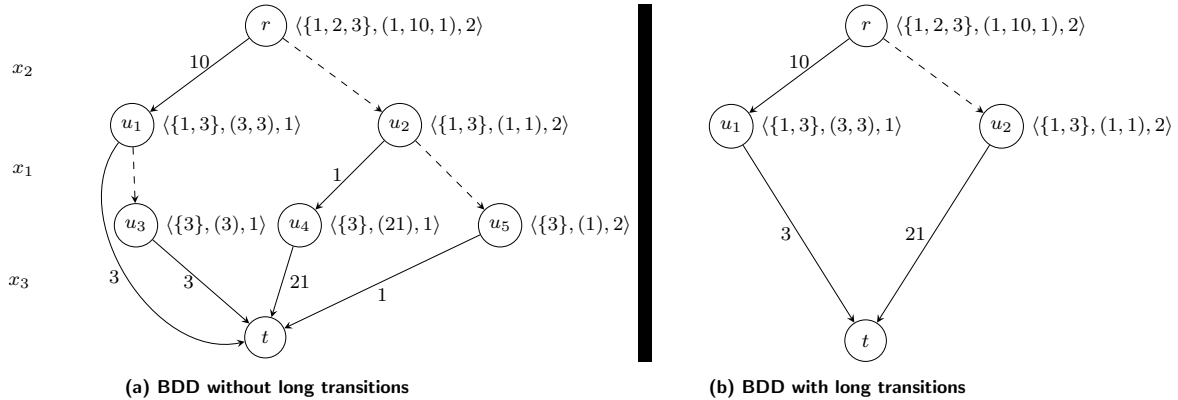 r ⟨{1, 2, 3}, (1, 10, 1), 2⟩
10
x₂
u₁ ⟨{1, 3}, (3, 3), 1⟩
u₂ ⟨{1, 3}, (1, 1), 2⟩
x₁
1
u₃ ⟨{3}, (3), 1⟩
u₄ ⟨{3}, (21), 1⟩
u₅ ⟨{3}, (1), 2⟩
x₃
3
3
21
1
t
(a) BDD without long transitions
r ⟨{1, 2, 3}, (1, 10, 1), 2⟩
10
u₁ ⟨{1, 3}, (3, 3), 1⟩
u₂ ⟨{1, 3}, (1, 1), 2⟩
3
21
t
(b) BDD with long transitions